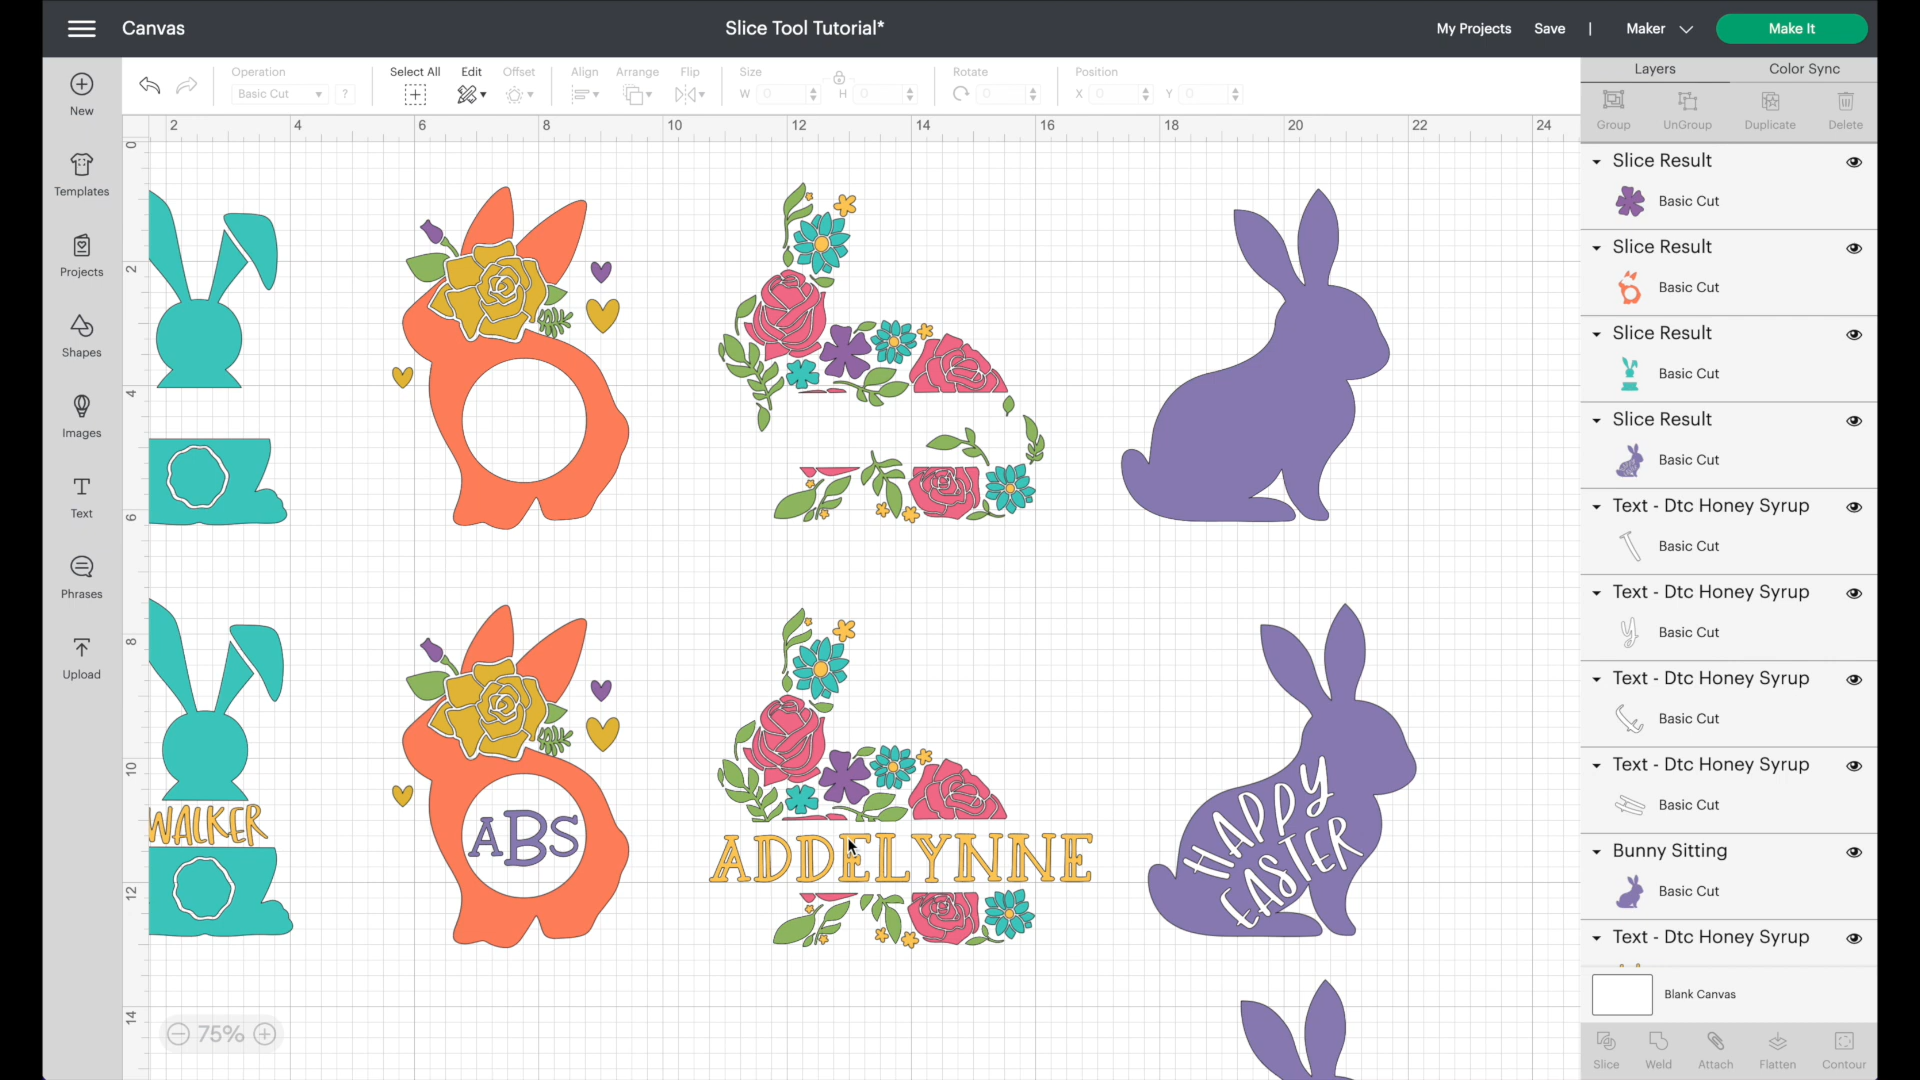 Canvas
Slice Tool Tutorial*
My Projects Save | Maker Make It
Operation Select All Edit Offset Align Arrange Flip Size Rotate Position
Basic Cut ? W 0 H 0 0 X 0 Y 0
Layers Color Sync
Group UnGroup Duplicate Delete
New
Templates
Projects
Shapes
Images
Text
Phrases
Upload
2 4 6 8 10 12 14 16 18 20 22 24
0
2
4
6
8
10
12
14
WALKER
ABS
ADDELYNNE
HAPPY
EASTER
75%
Slice Result
Basic Cut
Slice Result
Basic Cut
Slice Result
Basic Cut
Slice Result
Basic Cut
Text - Dtc Honey Syrup
Basic Cut
Text - Dtc Honey Syrup
Basic Cut
Text - Dtc Honey Syrup
Basic Cut
Text - Dtc Honey Syrup
Basic Cut
Bunny Sitting
Basic Cut
Text - Dtc Honey Syrup
Blank Canvas
Slice Weld Attach Flatten Contour